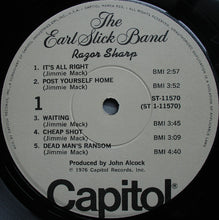 The
Earl Slick Band
Razor Sharp
1. IT'S ALL RIGHT
(Jimmie Mack) BMI 2:57
2. POST YOURSELF HOME
(Jimmie Mack) BMI 3:52
1
ST-11570
(ST 1-11570)
3. WAITING
(Jimmie Mack) BMI 3:45
4. CHEAP SHOT
(Jimmie Mack) BMI 3:09
5. DEAD MAN'S RANSOM
(Jimmie Mack) BMI 4:40
Produced by John Alcock
℗ 1976 Capitol Records, Inc.
Capitol®